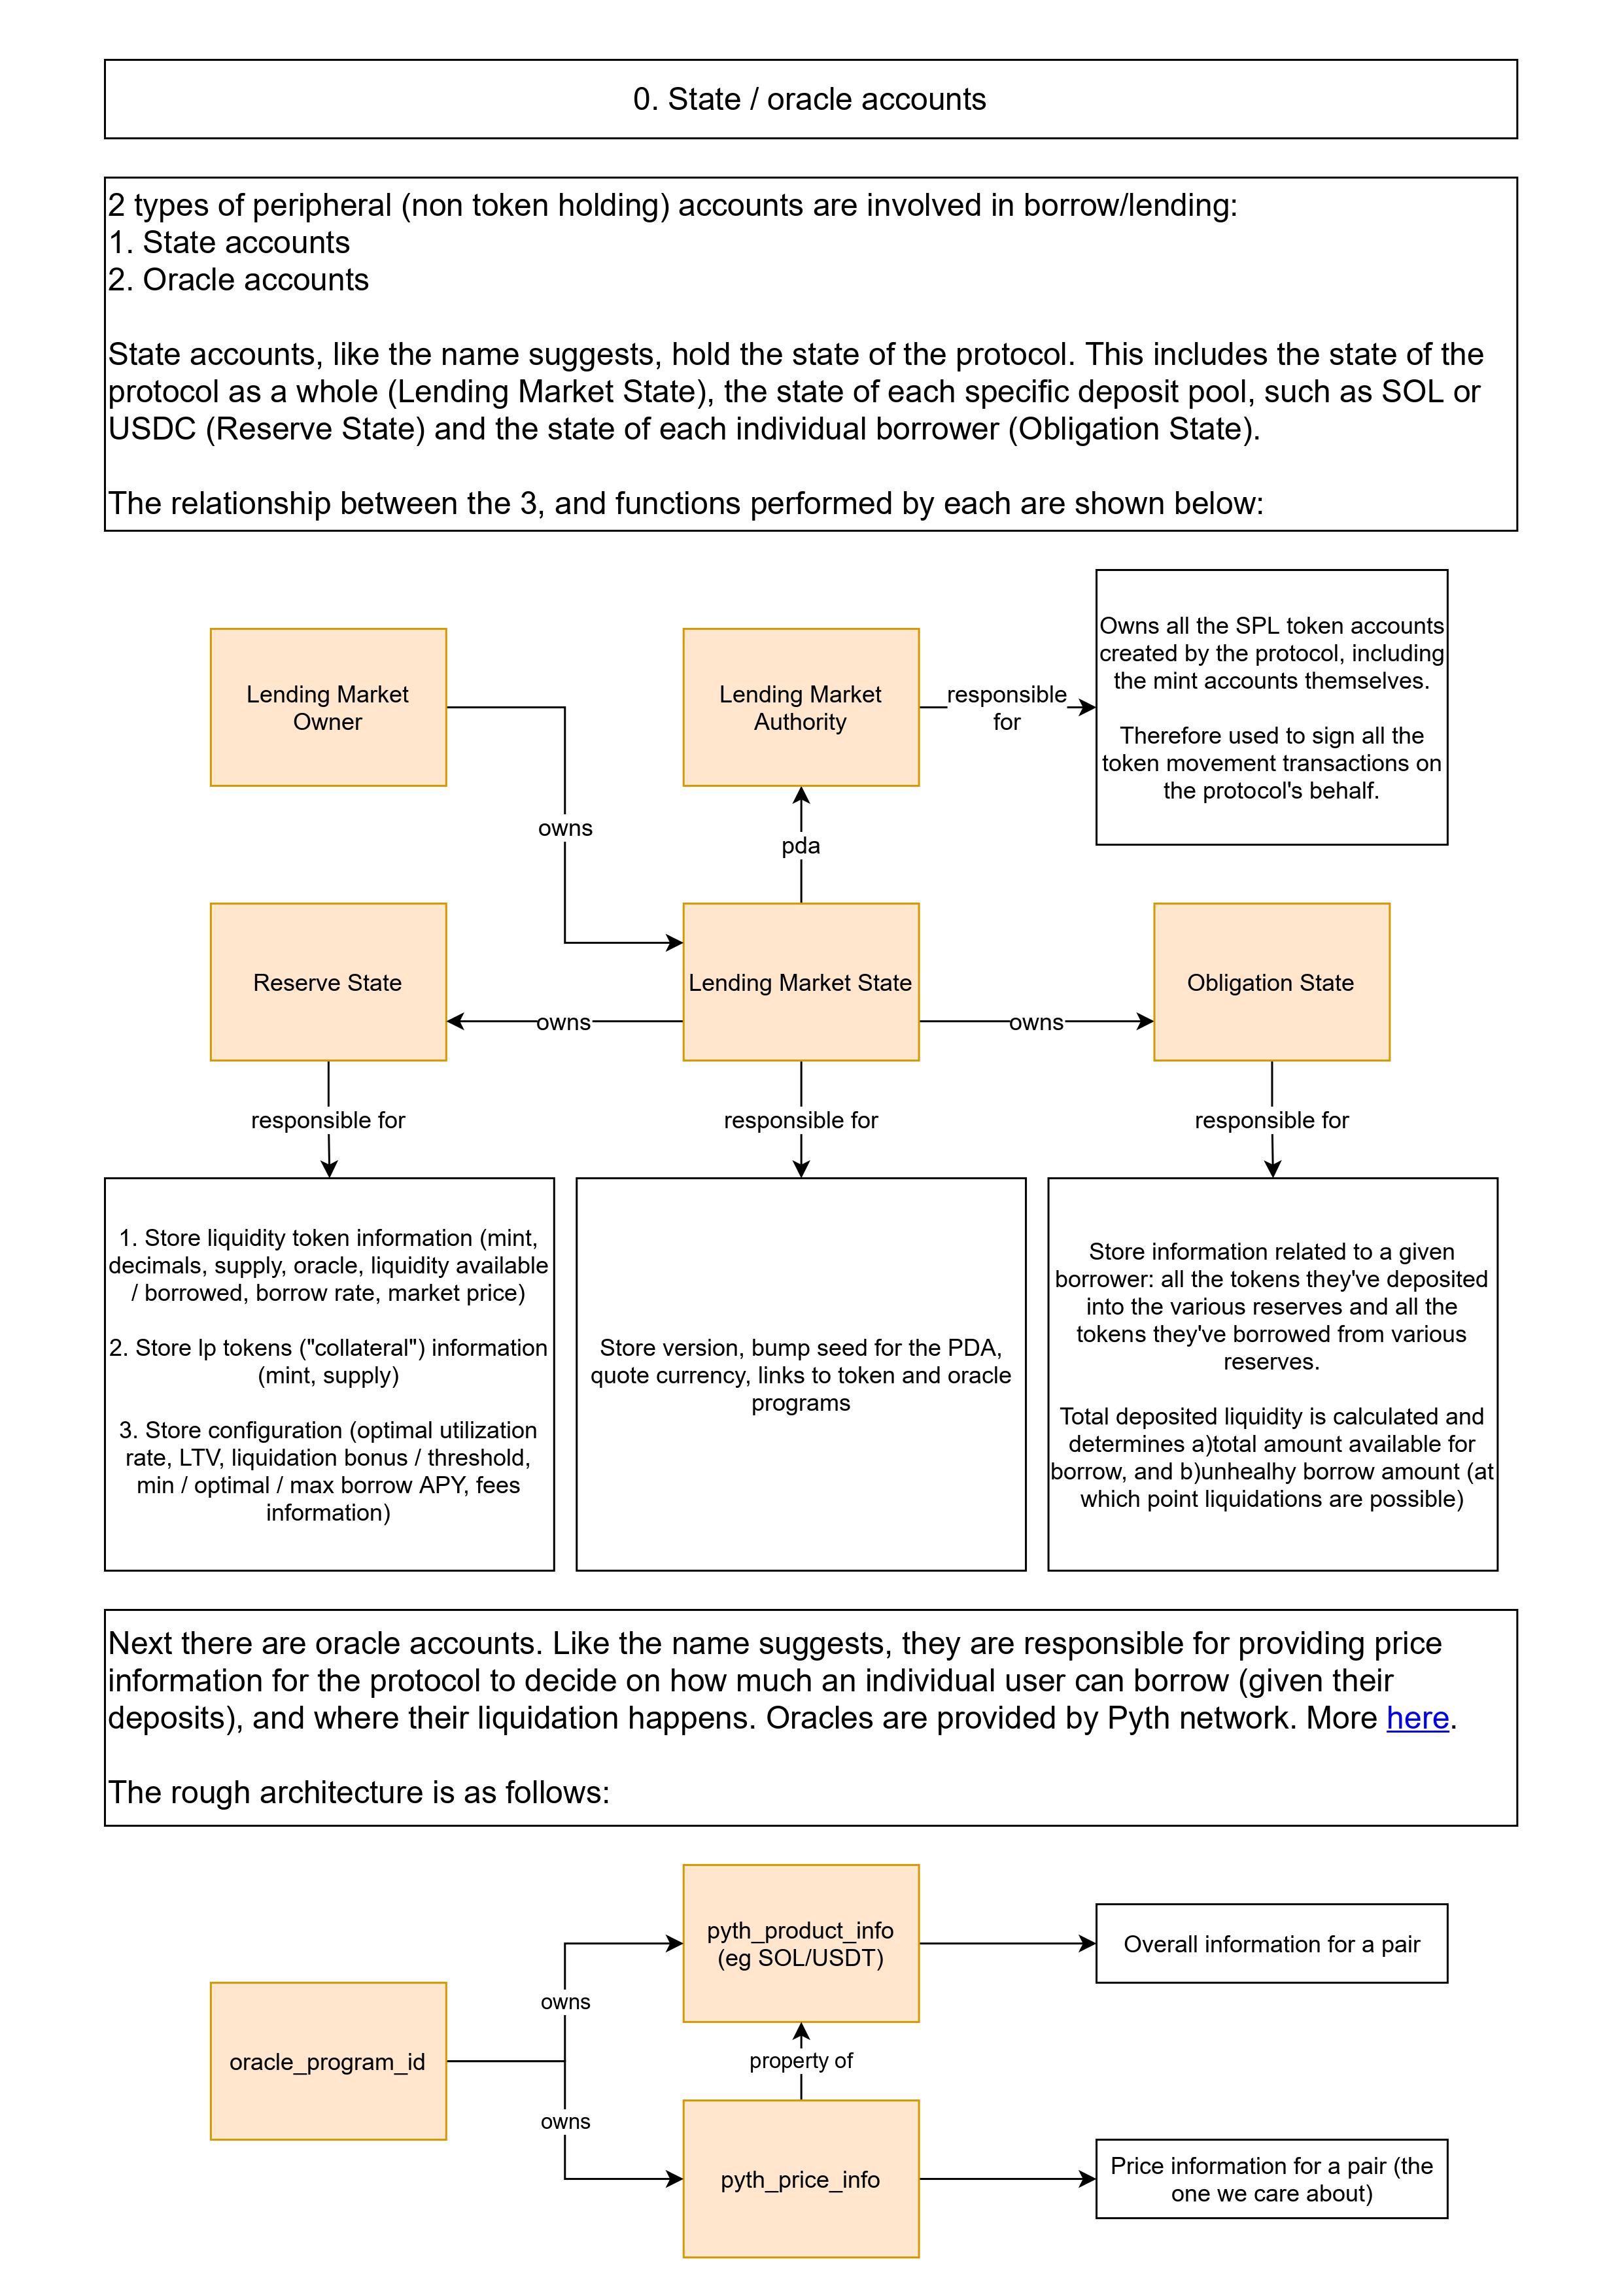 0. State / oracle accounts
2 types of peripheral (non token holding) accounts are involved in borrow/lending:
1. State accounts
2. Oracle accounts
State accounts, like the name suggests, hold the state of the protocol. This includes the state of the
protocol as a whole (Lending Market State), the state of each specific deposit pool, such as SOL or
USDC (Reserve State) and the state of each individual borrower (Obligation State).
The relationship between the 3, and functions performed by each are shown below:
Lending Market
Owner
Lending Market
Authority
responsible
for
Owns all the SPL token accounts
created by the protocol, including
the mint accounts themselves.
Therefore used to sign all the
token movement transactions on
the protocol's behalf.
owns
pda
Reserve State
Lending Market State
Obligation State
owns
owns
responsible for
responsible for
responsible for
1. Store liquidity token information (mint,
decimals, supply, oracle, liquidity available
/ borrowed, borrow rate, market price)
2. Store lp tokens ("collateral") information
(mint, supply)
3. Store configuration (optimal utilization
rate, LTV, liquidation bonus / threshold,
min / optimal / max borrow APY, fees
information)
Store version, bump seed for the PDA,
quote currency, links to token and oracle
programs
Store information related to a given
borrower: all the tokens they've deposited
into the various reserves and all the
tokens they've borrowed from various
reserves.
Total deposited liquidity is calculated and
determines a)total amount available for
borrow, and b)unhealhy borrow amount (at
which point liquidations are possible)
Next there are oracle accounts. Like the name suggests, they are responsible for providing price
information for the protocol to decide on how much an individual user can borrow (given their
deposits), and where their liquidation happens. Oracles are provided by Pyth network. More here.
The rough architecture is as follows:
pyth_product_info
(eg SOL/USDT)
Overall information for a pair
owns
oracle_program_id
property of
owns
pyth_price_info
Price information for a pair (the
one we care about)